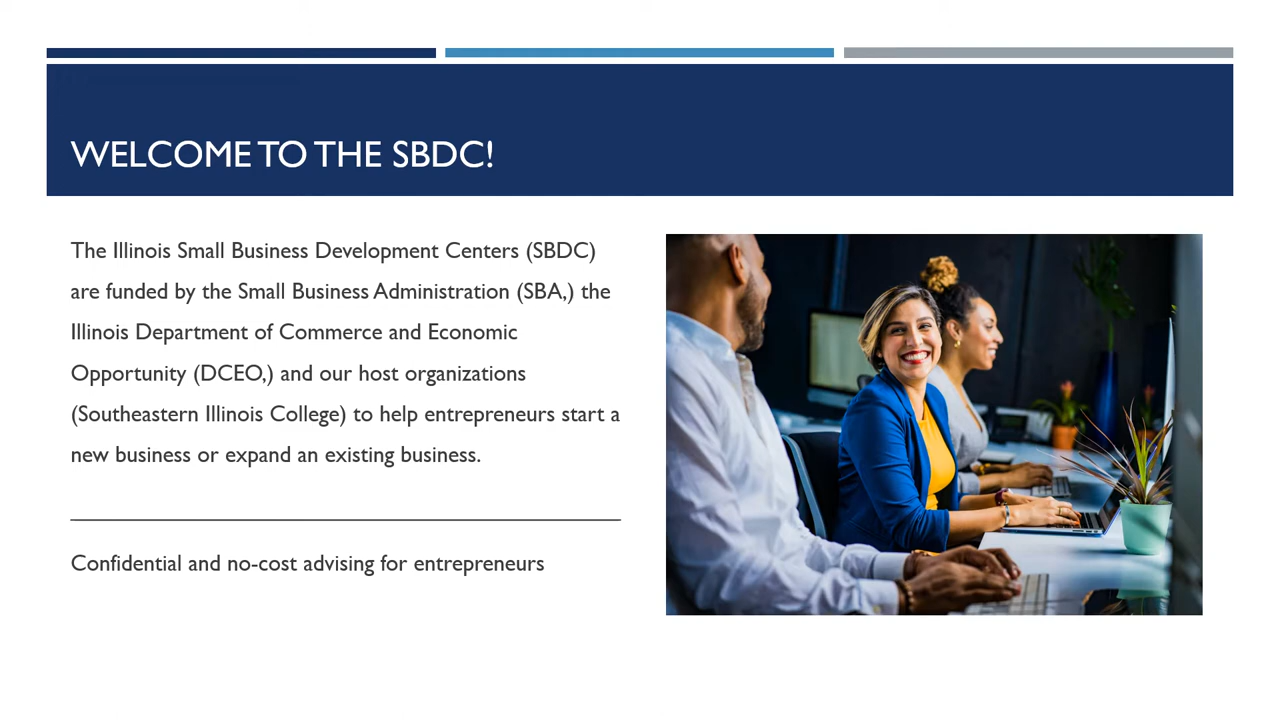 WELCOME TO THE SBDC!
The Illinois Small Business Development Centers (SBDC)
are funded by the Small Business Administration (SBA,) the
Illinois Department of Commerce and Economic
Opportunity (DCEO,) and our host organizations
(Southeastern Illinois College) to help entrepreneurs start a
new business or expand an existing business.
Confidential and no-cost advising for entrepreneurs